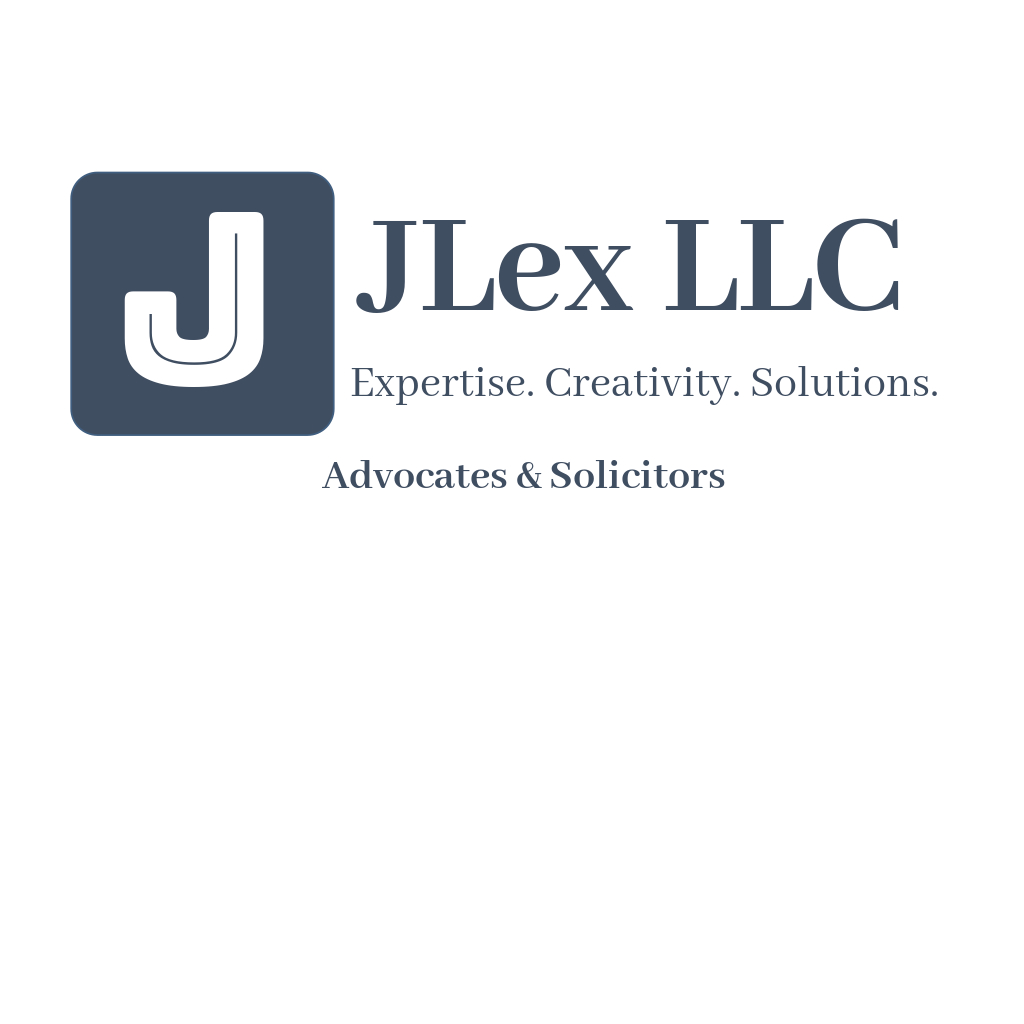 J
JLex LLC
Expertise. Creativity. Solutions.
Advocates & Solicitors